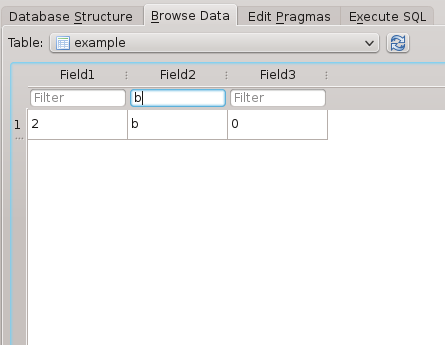 Database Structure Browse Data Edit Pragmas Execute SQL
Table: example
Field1 Field2 Field3
Filter b Filter
1 2 b 0